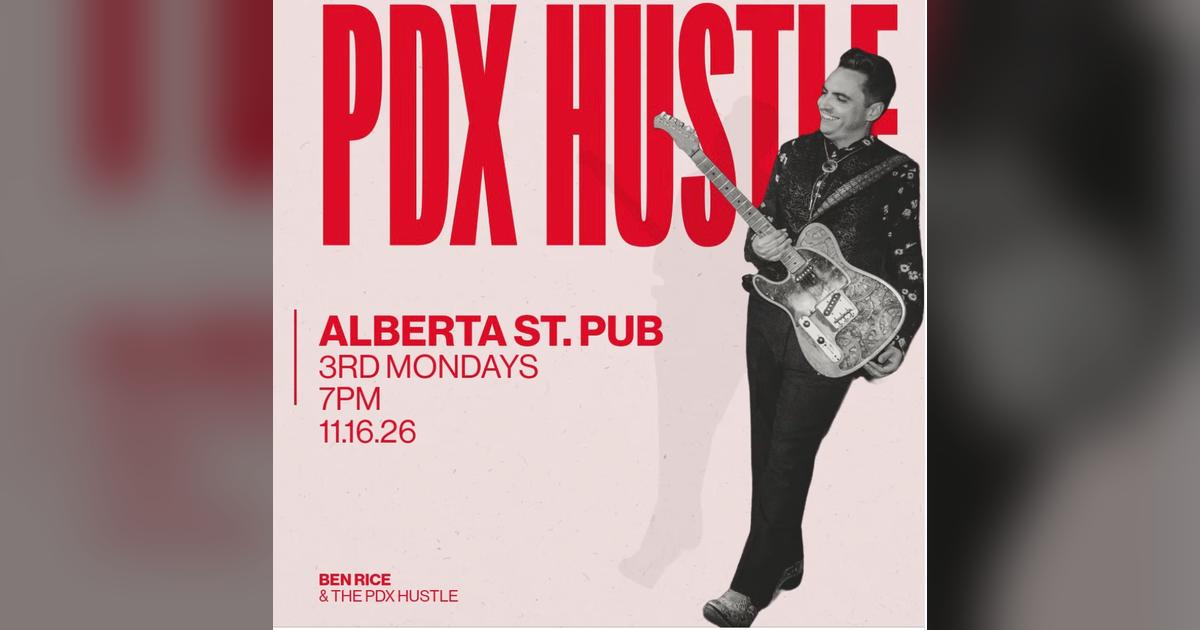 PDX HUSTLE
ALBERTA ST. PUB
3RD MONDAYS
7PM
11.16.26
BEN RICE
& THE PDX HUSTLE